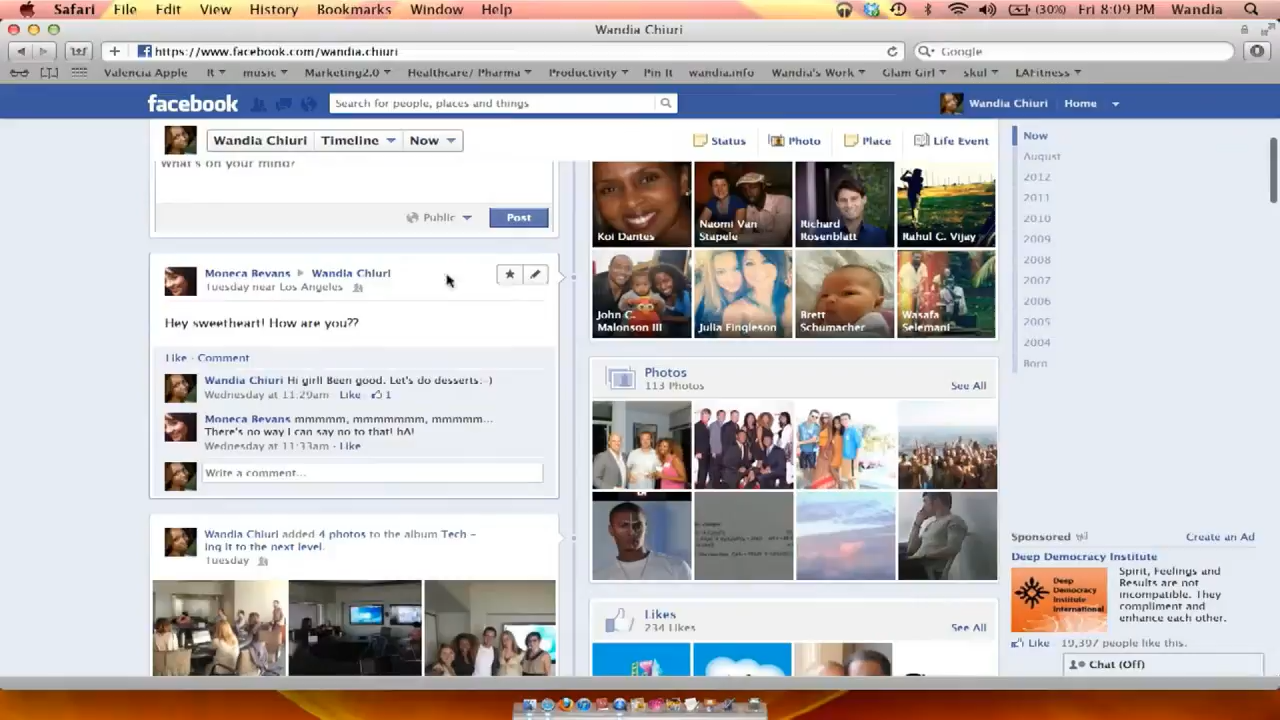 Safari File Edit View History Bookmarks Window Help (30%) Fri 8:09 PM Wandia
Wandia Chiuri
https://www.facebook.com/wandia.chiuri Google
Valencia Apple It music Marketing2.0 Healthcare/ Pharma Productivity Pin It wandia.info Wandia's Work Glam Girl skul LAFitness
facebook Search for people, places and things Wandia Chiuri Home
Wandia Chiuri Timeline Now Status Photo Place Life Event
What's on your mind?
Public Post
Koi Dantes
Naomi Van
Stapele
Richard
Rosenblatt
Rahul C. Vijay
John C.
Malonson III
Julia Fingleson
Brett
Schumacher
Wasafa
Selemani
Moneca Bevans Wandia Chiuri
Tuesday near Los Angeles
Hey sweetheart! How are you??
Like · Comment
Wandia Chiuri Hi girl! Been good. Let's do desserts:-)
Wednesday at 11:29am · Like · 1
Moneca Bevans mmmm, mmmmmmm, mmmmm...
There's no way I can say no to that! hA!
Wednesday at 11:33am · Like
Write a comment...
Wandia Chiuri added 4 photos to the album Tech –
ing it to the next level.
Tuesday
Photos
113 Photos See All
Likes
234 Likes See All
Now
August
2012
2011
2010
2009
2008
2007
2006
2005
2004
Born
Sponsored Create an Ad
Deep Democracy Institute
Deep
Democracy
Institute
International
Spirit, Feelings and
Results are not
incompatible. They
compliment and
enhance each other.
Like · 19,397 people like this.
Chat (Off)